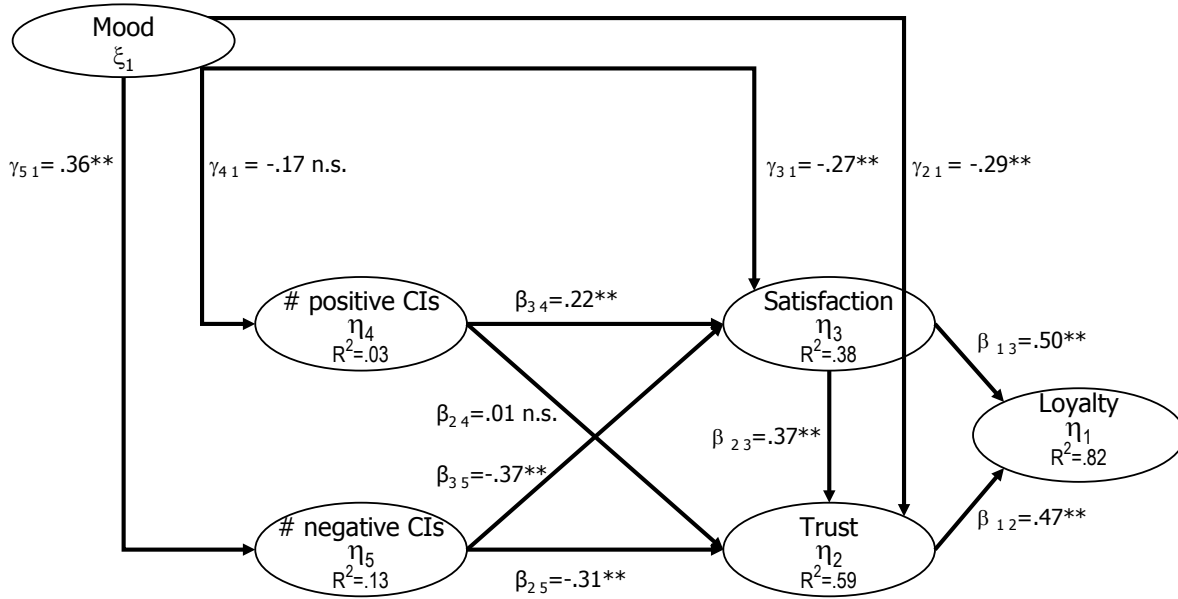 Mood
ξ₁
γ₅ ₁= .36**
γ₄ ₁ = -.17 n.s.
γ₃ ₁= -.27**
γ₂ ₁ = -.29**
# positive CIs
η₄
R²=.03
β₃ ₄=.22**
Satisfaction
η₃
R²=.38
β ₁ ₃=.50**
β₂ ₄=.01 n.s.
β ₂ ₃=.37**
Loyalty
η₁
R²=.82
β₃ ₅=-.37**
# negative CIs
η₅
R²=.13
β₂ ₅=-.31**
Trust
η₂
R²=.59
β ₁ ₂=.47**